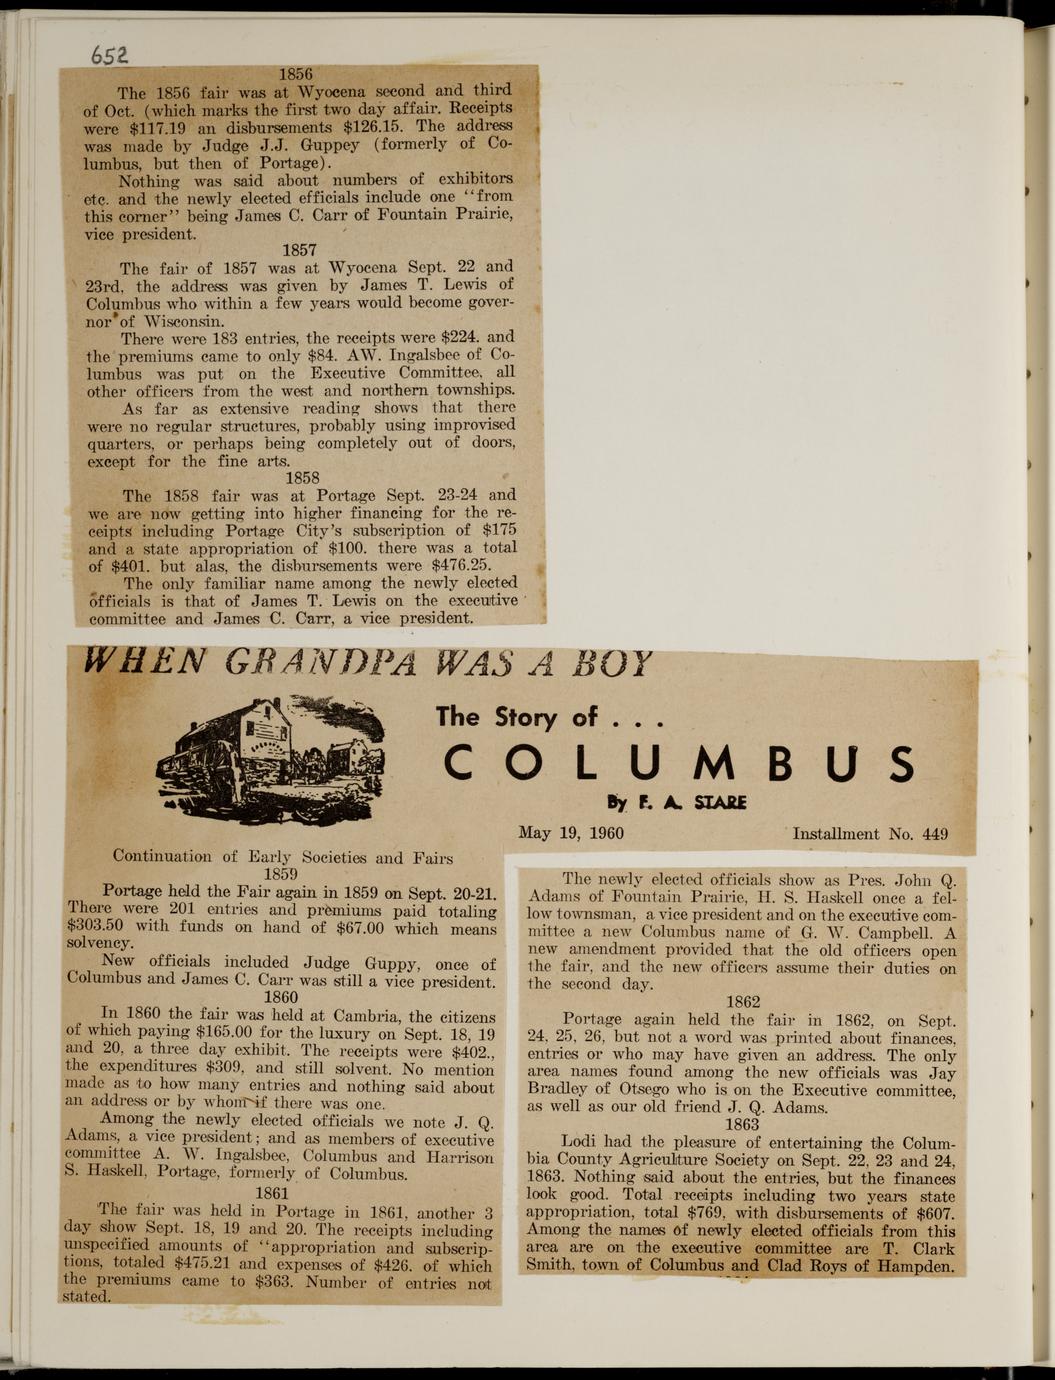 652
1856
The 1856 fair was at Wyocena second and third
of Oct. (which marks the first two day affair. Receipts
were $117.19 an disbursements $126.15. The address
was made by Judge J.J. Guppey (formerly of Co-
lumbus, but then of Portage).
Nothing was said about numbers of exhibitors
etc. and the newly elected efficials include one "from
this corner" being James C. Carr of Fountain Prairie,
vice president.
1857
The fair of 1857 was at Wyocena Sept. 22 and
23rd, the address was given by James T. Lewis of
Columbus who within a few years would become gover-
nor of Wisconsin.
There were 183 entries, the receipts were $224. and
the premiums came to only $84. AW. Ingalsbee of Co-
lumbus was put on the Executive Committee, all
other officers from the west and northern townships.
As far as extensive reading shows that there
were no regular structures, probably using improvised
quarters, or perhaps being completely out of doors,
except for the fine arts.
1858
The 1858 fair was at Portage Sept. 23-24 and
we are now getting into higher financing for the re-
ceipts including Portage City's subscription of $175
and a state appropriation of $100. there was a total
of $401. but alas, the disbursements were $476.25.
The only familiar name among the newly elected
officials is that of James T. Lewis on the executive
committee and James C. Carr, a vice president.
WHEN GRANDPA WAS A BOY
The Story of . . .
COLUMBUS
By F. A. STARE
May 19, 1960 Installment No. 449
Continuation of Early Societies and Fairs
1859
Portage held the Fair again in 1859 on Sept. 20-21.
There were 201 entries and premiums paid totaling
$303.50 with funds on hand of $67.00 which means
solvency.
New officials included Judge Guppy, once of
Columbus and James C. Carr was still a vice president.
1860
In 1860 the fair was held at Cambria, the citizens
of which paying $165.00 for the luxury on Sept. 18, 19
and 20, a three day exhibit. The receipts were $402.,
the expenditures $309, and still solvent. No mention
made as to how many entries and nothing said about
an address or by whom if there was one.
Among the newly elected officials we note J. Q.
Adams, a vice president; and as members of executive
committee A. W. Ingalsbee, Columbus and Harrison
S. Haskell, Portage, formerly of Columbus.
1861
The fair was held in Portage in 1861, another 3
day show Sept. 18, 19 and 20. The receipts including
unspecified amounts of "appropriation and subscrip-
tions, totaled $475.21 and expenses of $426. of which
the premiums came to $363. Number of entries not
stated.
The newly elected officials show as Pres. John Q.
Adams of Fountain Prairie, H. S. Haskell once a fel-
low townsman, a vice president and on the executive com-
mittee a new Columbus name of G. W. Campbell. A
new amendment provided that the old officers open
the fair, and the new officers assume their duties on
the second day.
1862
Portage again held the fair in 1862, on Sept.
24, 25, 26, but not a word was printed about finances,
entries or who may have given an address. The only
area names found among the new officials was Jay
Bradley of Otsego who is on the Executive committee,
as well as our old friend J. Q. Adams.
1863
Lodi had the pleasure of entertaining the Colum-
bia County Agriculture Society on Sept. 22, 23 and 24,
1863. Nothing said about the entries, but the finances
look good. Total receipts including two years state
appropriation, total $769, with disbursements of $607.
Among the names of newly elected officials from this
area are on the executive committee are T. Clark
Smith, town of Columbus and Clad Roys of Hampden.